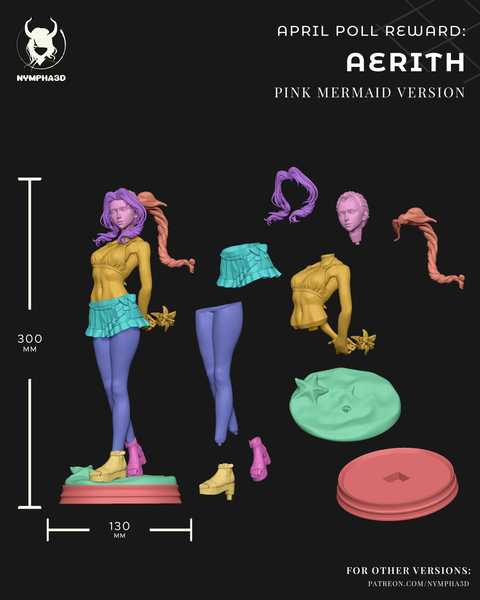 NYMPHA3D
APRIL POLL REWARD:
AERITH
PINK MERMAID VERSION
300
MM
130
MM
FOR OTHER VERSIONS:
PATREON.COM/NYMPHA3D